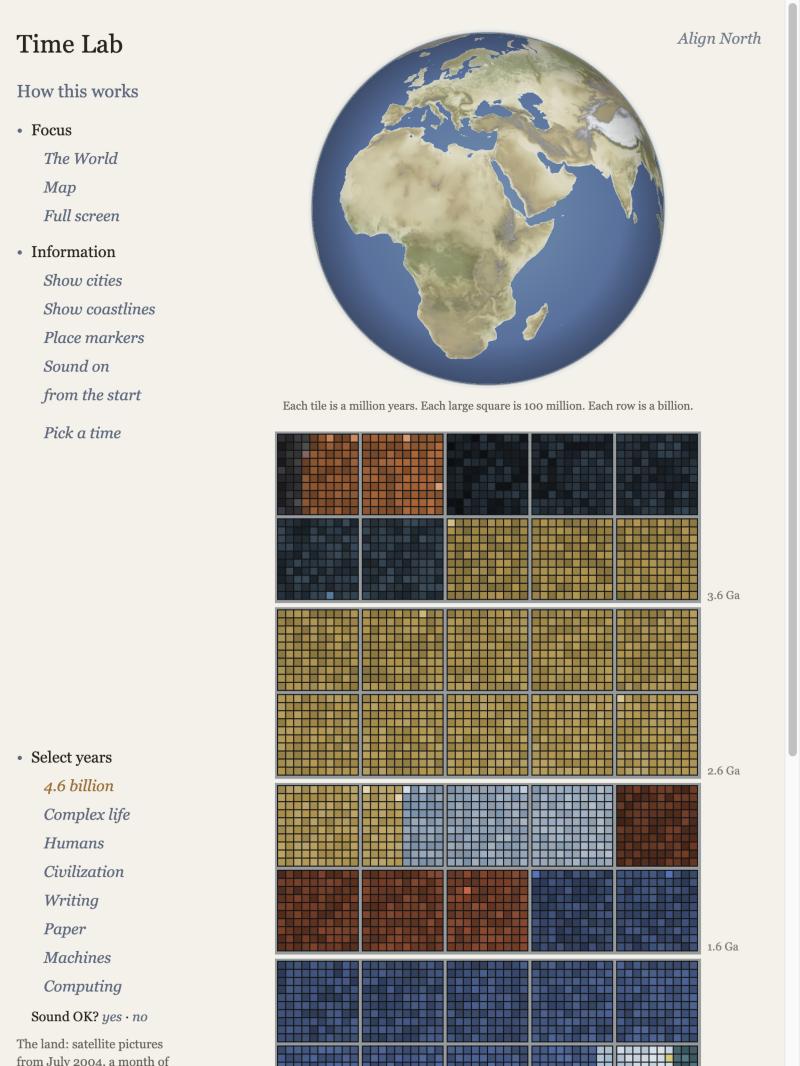 Time Lab
Align North
How this works
Focus
The World
Map
Full screen
Information
Show cities
Show coastlines
Place markers
Sound on
from the start
Pick a time
Each tile is a million years. Each large square is 100 million. Each row is a billion.
3.6 Ga
2.6 Ga
1.6 Ga
Select years
4.6 billion
Complex life
Humans
Civilization
Writing
Paper
Machines
Computing
Sound OK? yes · no
The land: satellite pictures
from July 2004, a month of